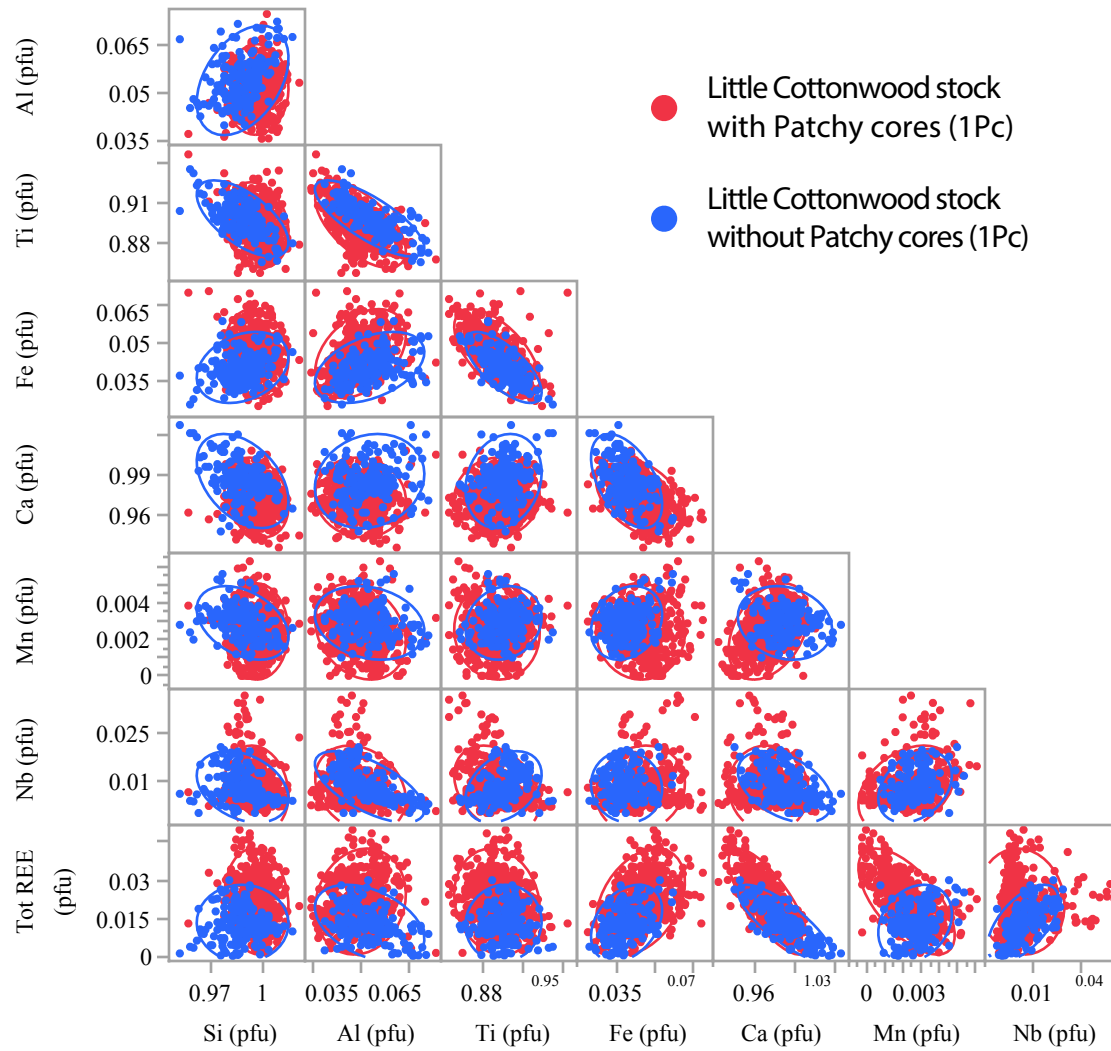 Al (pfu)
0.065
0.05
0.035
Little Cottonwood stock
with Patchy cores (1Pc)
Little Cottonwood stock
without Patchy cores (1Pc)
Ti (pfu)
0.91
0.88
Fe (pfu)
0.065
0.05
0.035
Ca (pfu)
0.99
0.96
Mn (pfu)
0.004
0.002
0
Nb (pfu)
0.025
0.01
Tot REE
(pfu)
0.03
0.015
0
0.97 1 0.035 0.065 0.88 0.95 0.035 0.07 0.96 1.03 0 0.003 0.01 0.04
Si (pfu) Al (pfu) Ti (pfu) Fe (pfu) Ca (pfu) Mn (pfu) Nb (pfu)